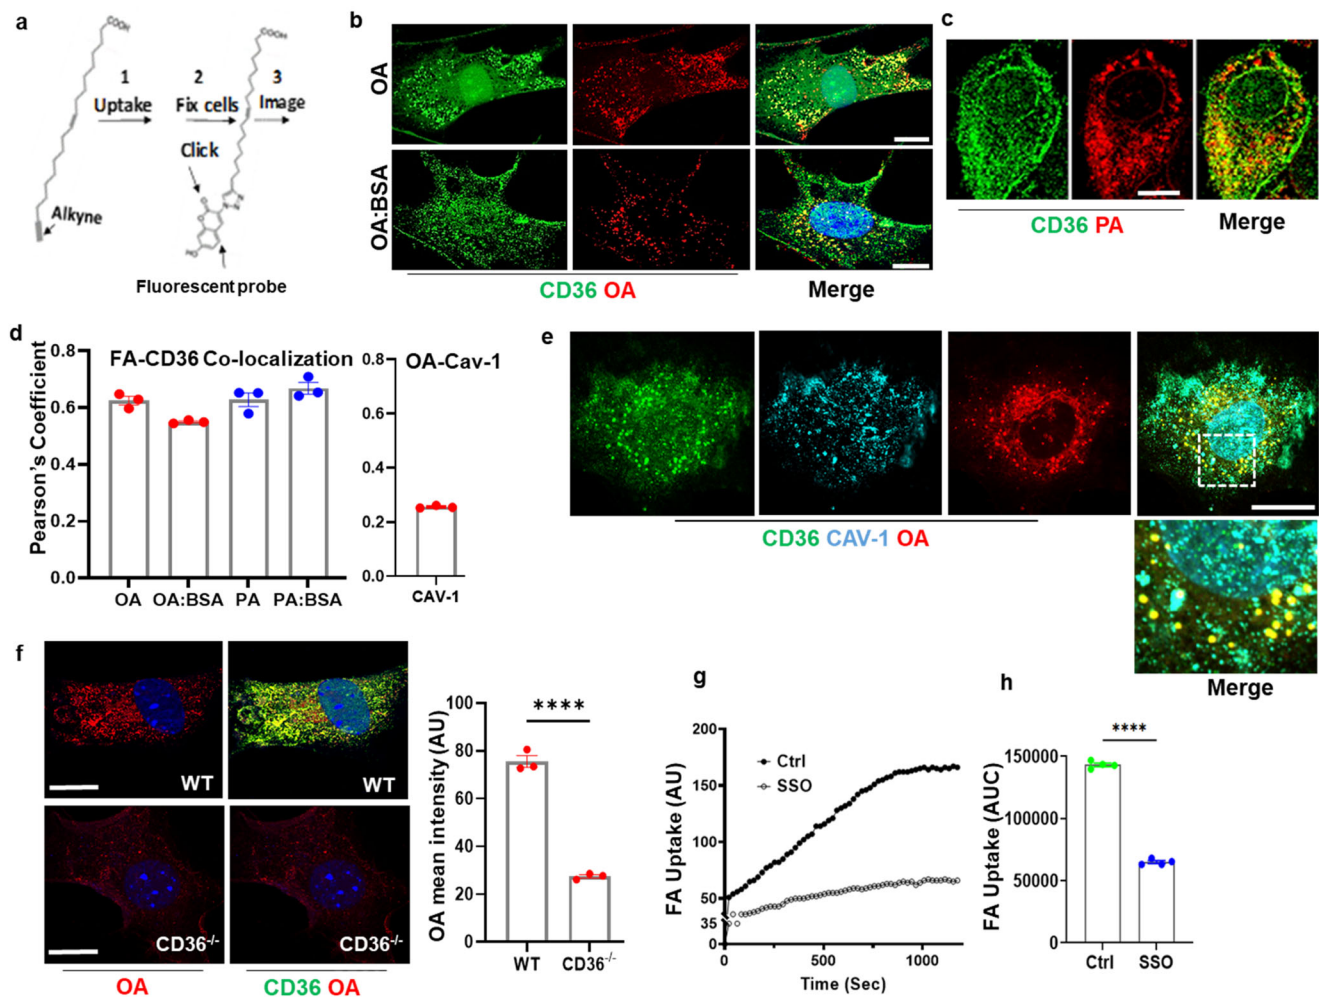 a
COOH
COOH
1
2
3
Uptake
Fix cells
Image
Click
Alkyne
HO
Fluorescent probe
b
OA
OA:BSA
CD36 OA
Merge
c
CD36 PA
Merge
d
FA-CD36 Co-localization
Pearson's Coefficient
0.8
0.6
0.4
0.2
0.0
OA
OA:BSA
PA
PA:BSA
OA-Cav-1
0.8
0.6
0.4
0.2
0.0
CAV-1
e
CD36 CAV-1 OA
Merge
f
WT
WT
CD36-/-
CD36-/-
OA
CD36 OA
OA mean intensity (AU)
100
80
60
40
20
0
****
WT
CD36-/-
g
FA Uptake (AU)
200
150
100
50
35
0
Ctrl
SSO
0
500
1000
Time (Sec)
h
FA Uptake (AUC)
****
150000
100000
50000
0
Ctrl
SSO